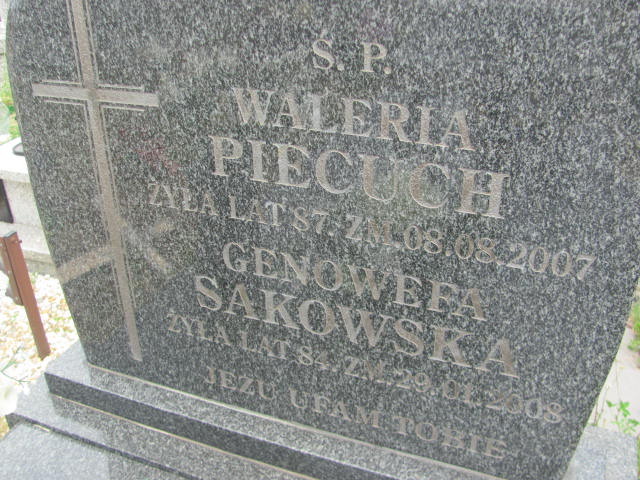 Ś. P.
WALERIA
PIECUCH
ŻYŁA LAT 87. ZM. 08.08.2007
GENOWEFA
SAKOWSKA
ŻYŁA LAT 84. ZM. 29.01.2008
JEZU UFAM TOBIE